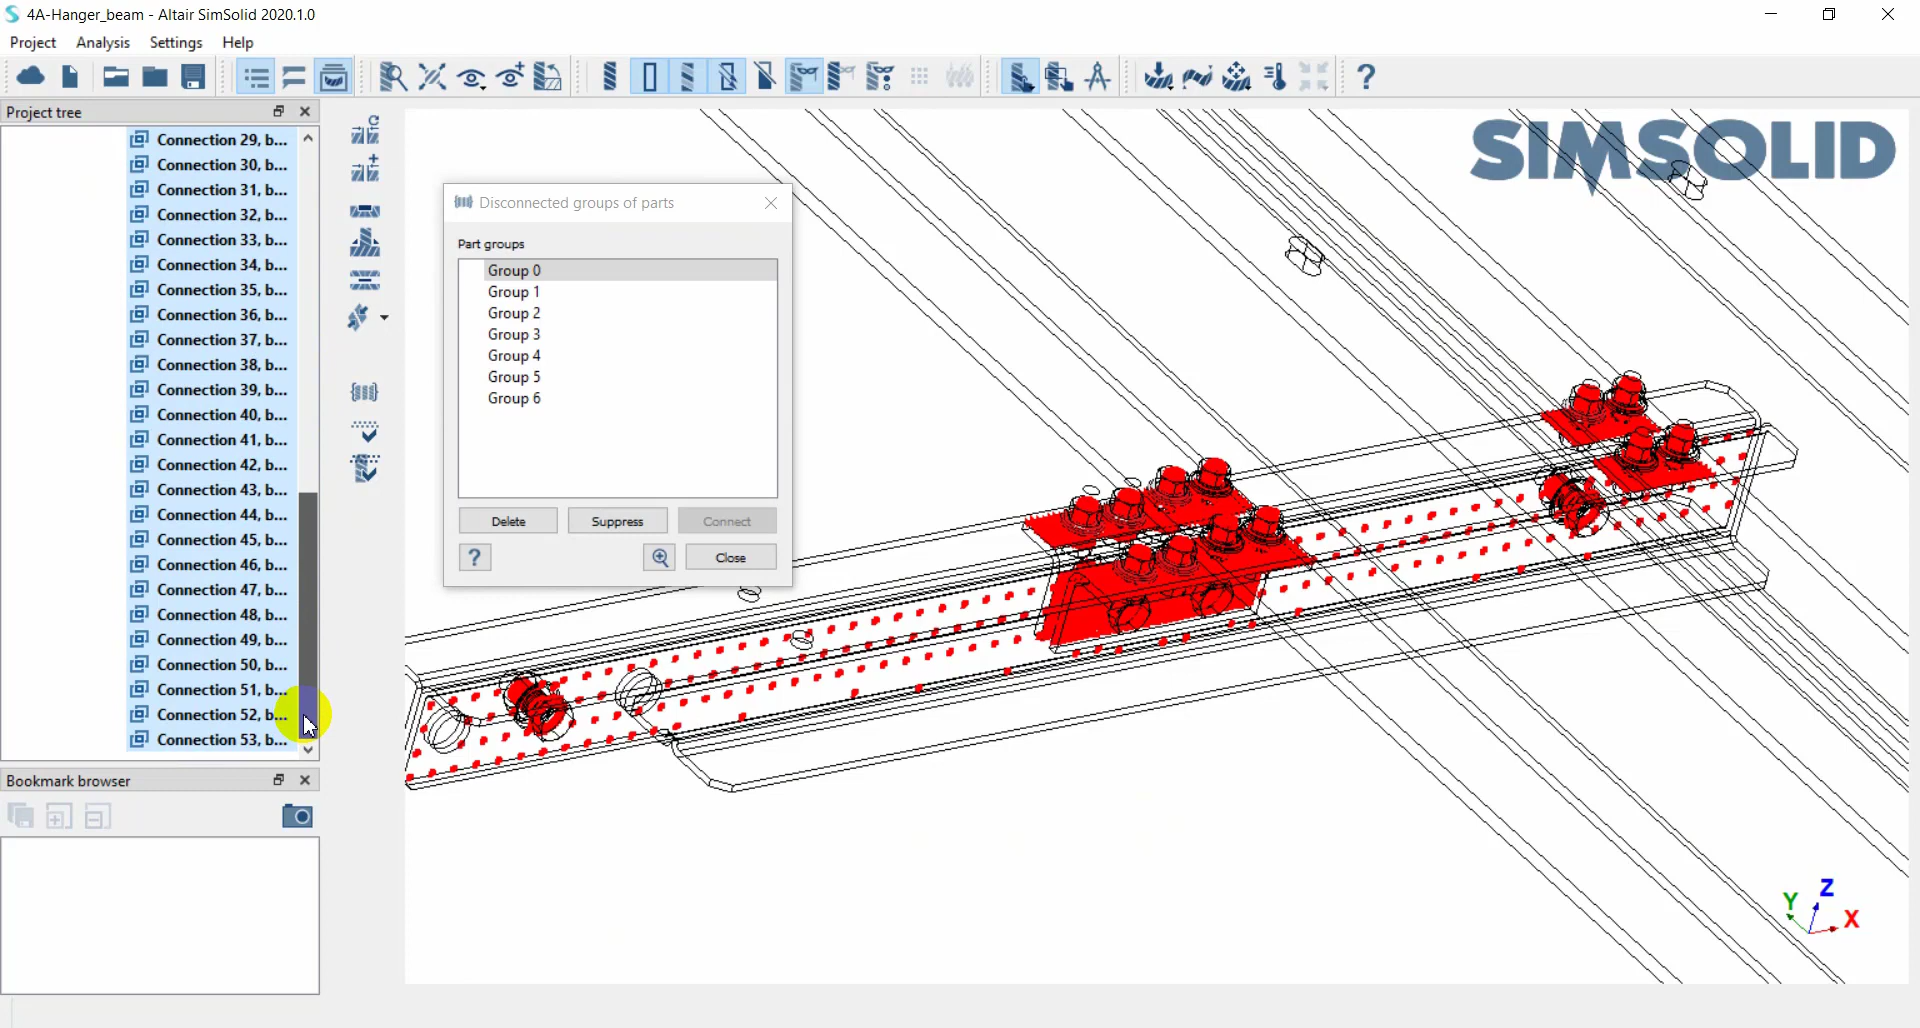 4A-Hanger_beam - Altair SimSolid 2020.1.0
Project Analysis Settings Help
?
Project tree
Connection 29, b...
Connection 30, b...
Connection 31, b...
Connection 32, b...
Connection 33, b...
Connection 34, b...
Connection 35, b...
Connection 36, b...
Connection 37, b...
Connection 38, b...
Connection 39, b...
Connection 40, b...
Connection 41, b...
Connection 42, b...
Connection 43, b...
Connection 44, b...
Connection 45, b...
Connection 46, b...
Connection 47, b...
Connection 48, b...
Connection 49, b...
Connection 50, b...
Connection 51, b...
Connection 52, b...
Connection 53, b...
Bookmark browser
Disconnected groups of parts
Part groups
Group 0
Group 1
Group 2
Group 3
Group 4
Group 5
Group 6
Delete Suppress Connect
? Close
SIMSOLID
Z
Y
X